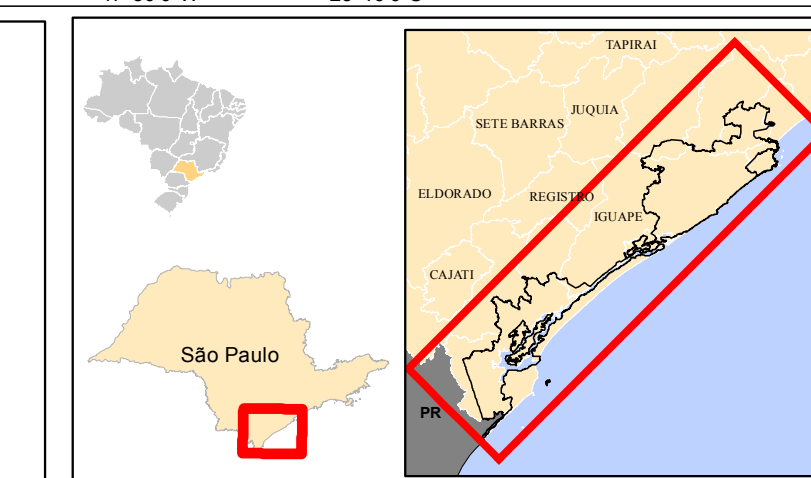 TAPIRAI
JUQUIA
SETE BARRAS
ELDORADO
REGISTRO
IGUAPE
CAJATI
São Paulo
PR